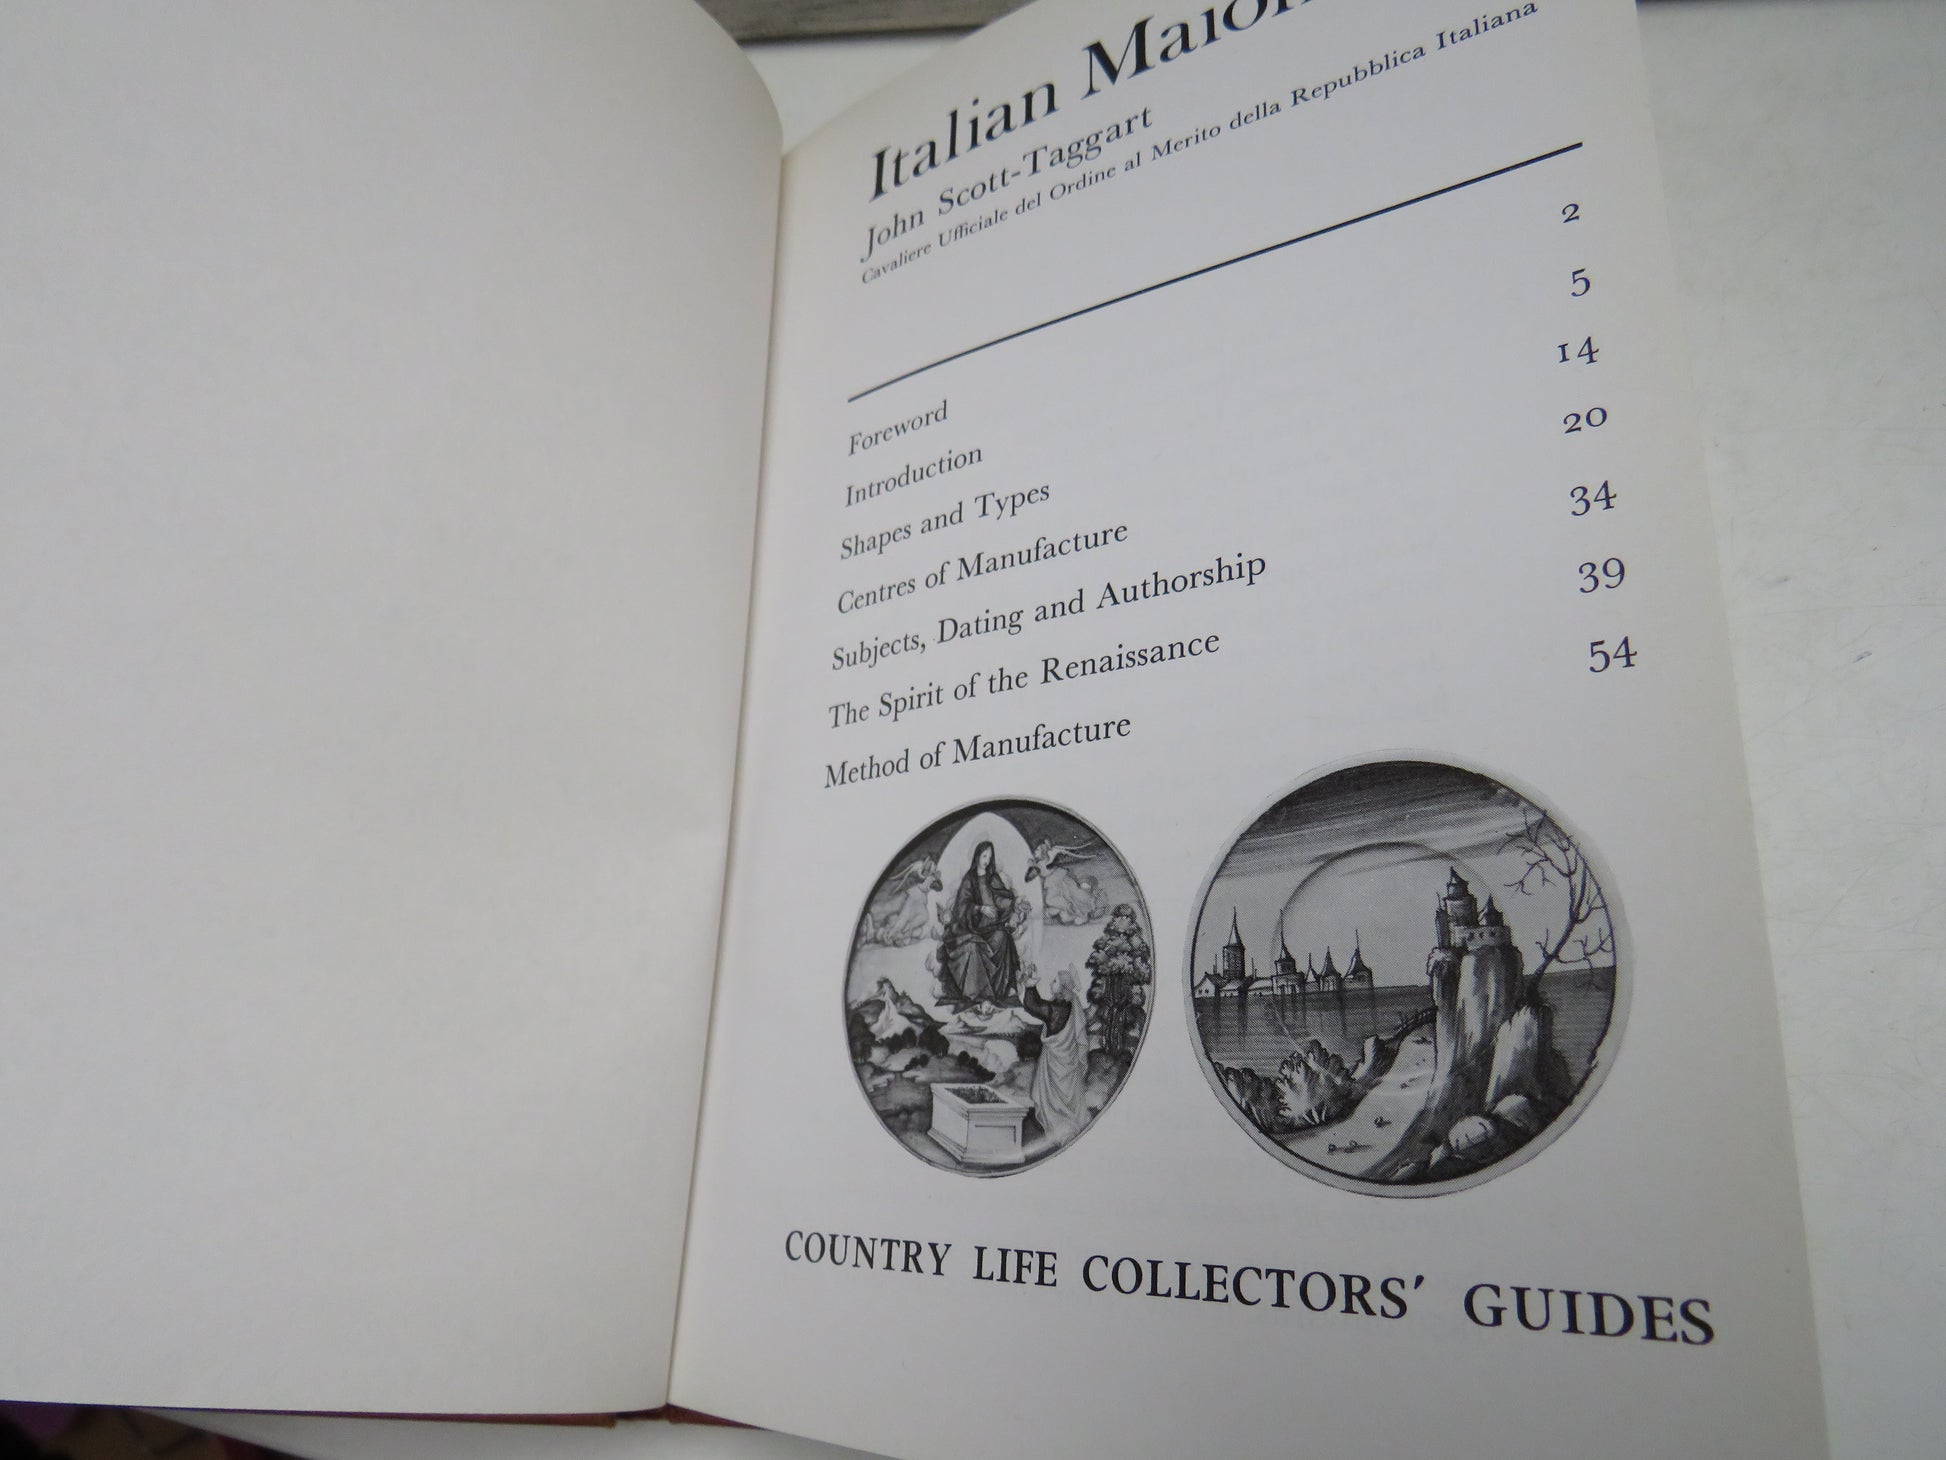 Italian
John Scott-Taggart
Cavaliere Ufficiale del Ordine al Merito della Repubblica Italiana
Foreword 2
Introduction 5
Shapes and Types 14
Centres of Manufacture 20
Subjects, Dating and Authorship 34
The Spirit of the Renaissance 39
Method of Manufacture 54
COUNTRY LIFE COLLECTORS' GUIDES